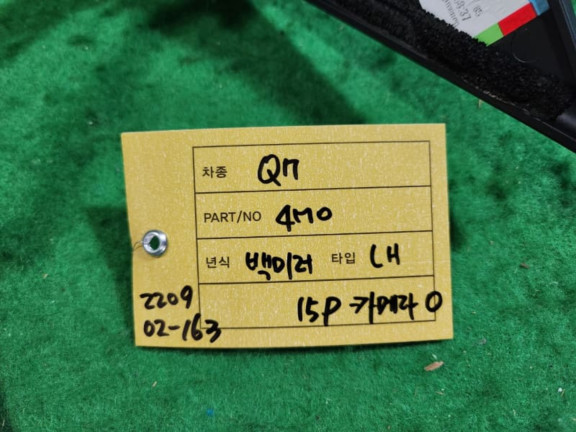 차종 Q7
PART/NO 4M0
년식 백미러 타입 LH
15P 카메라 O
2209
02-163